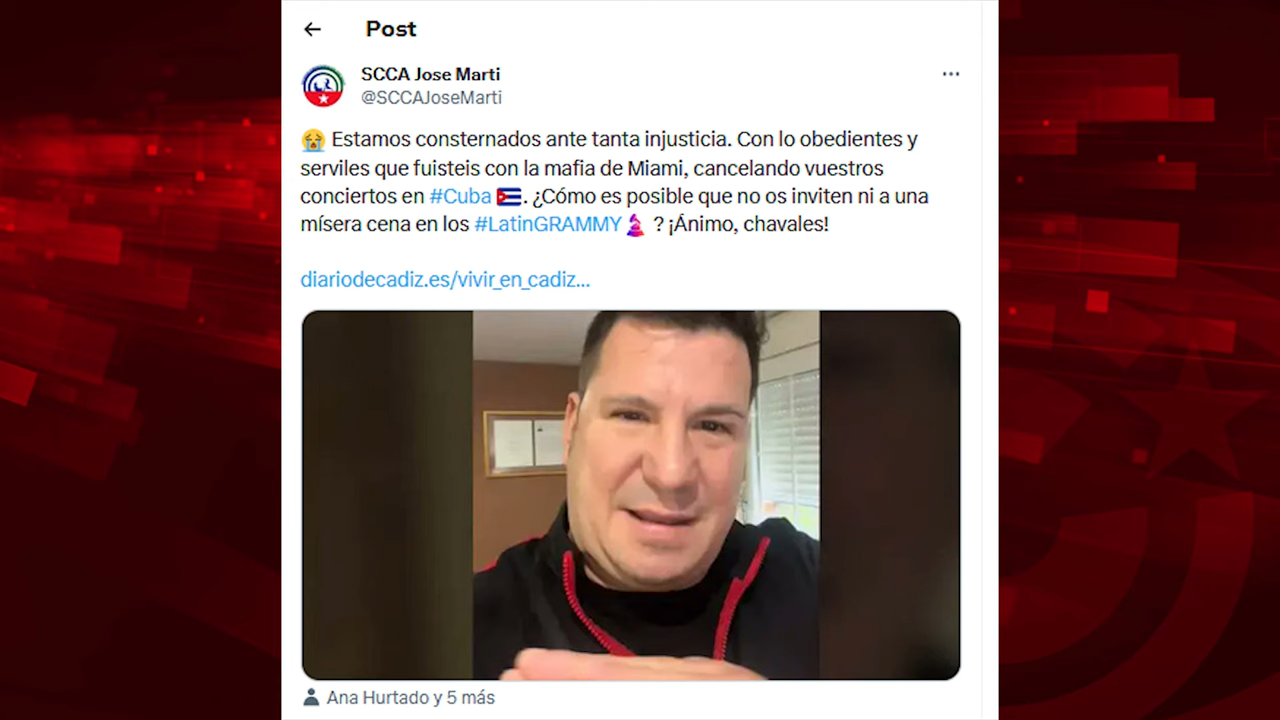 Post
SCCA Jose Marti
@SCCAJoseMarti
😭 Estamos consternados ante tanta injusticia. Con lo obedientes y
serviles que fuisteis con la mafia de Miami, cancelando vuestros
conciertos en #Cuba 🇨🇺. ¿Cómo es posible que no os inviten ni a una
mísera cena en los #LatinGRAMMY ? ¡Ánimo, chavales!
diariodecadiz.es/vivir_en_cadiz...
Ana Hurtado y 5 más